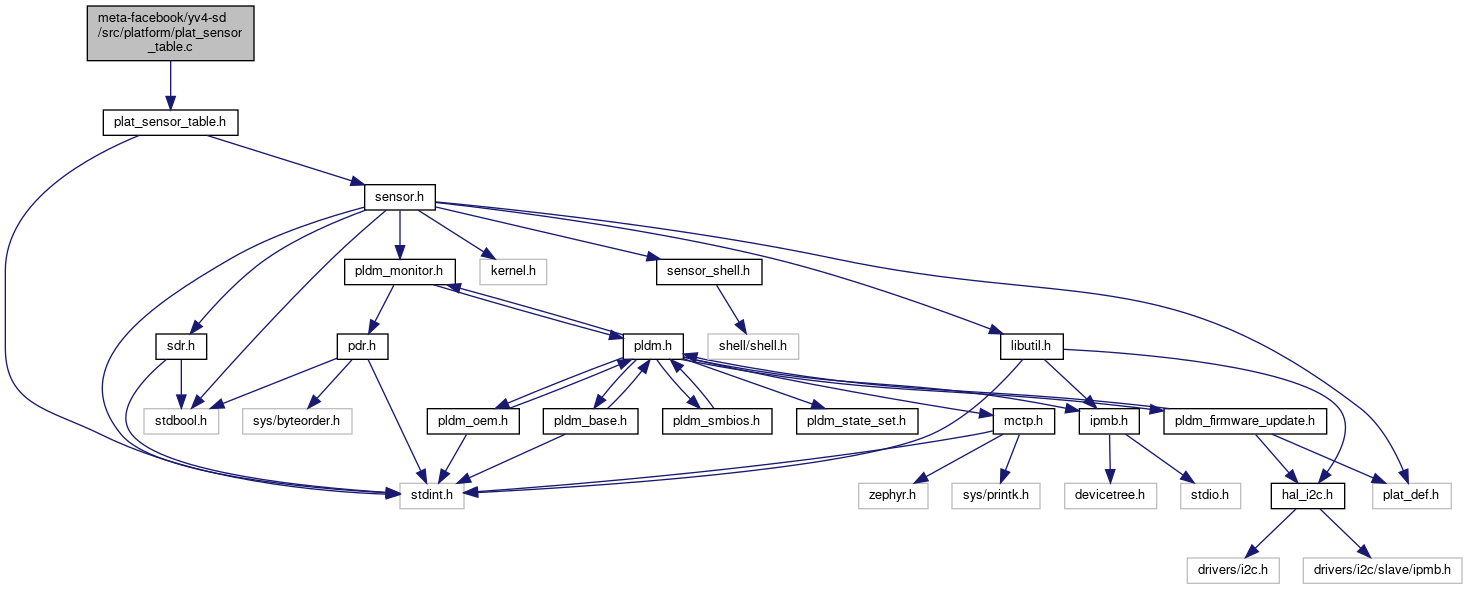 meta-facebook/yv4-sd
/src/platform/plat_sensor
_table.c
plat_sensor_table.h
sensor.h
pldm_monitor.h
kernel.h
sensor_shell.h
sdr.h
pdr.h
pldm.h
shell/shell.h
libutil.h
stdbool.h
sys/byteorder.h
pldm_oem.h
pldm_base.h
pldm_smbios.h
pldm_state_set.h
mctp.h
ipmb.h
pldm_firmware_update.h
stdint.h
zephyr.h
sys/printk.h
devicetree.h
stdio.h
hal_i2c.h
plat_def.h
drivers/i2c.h
drivers/i2c/slave/ipmb.h